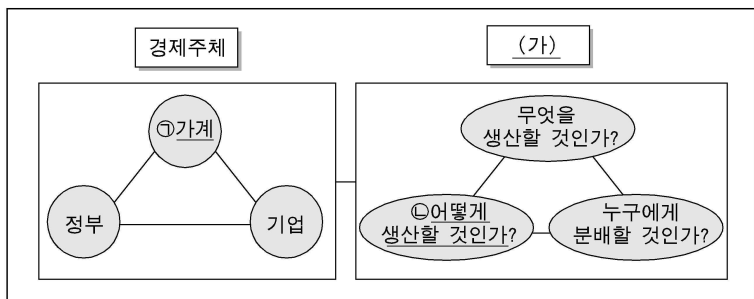 경제주체
(가)
㉠가계
정부
기업
무엇을
생산할 것인가?
㉡어떻게
생산할 것인가?
누구에게
분배할 것인가?